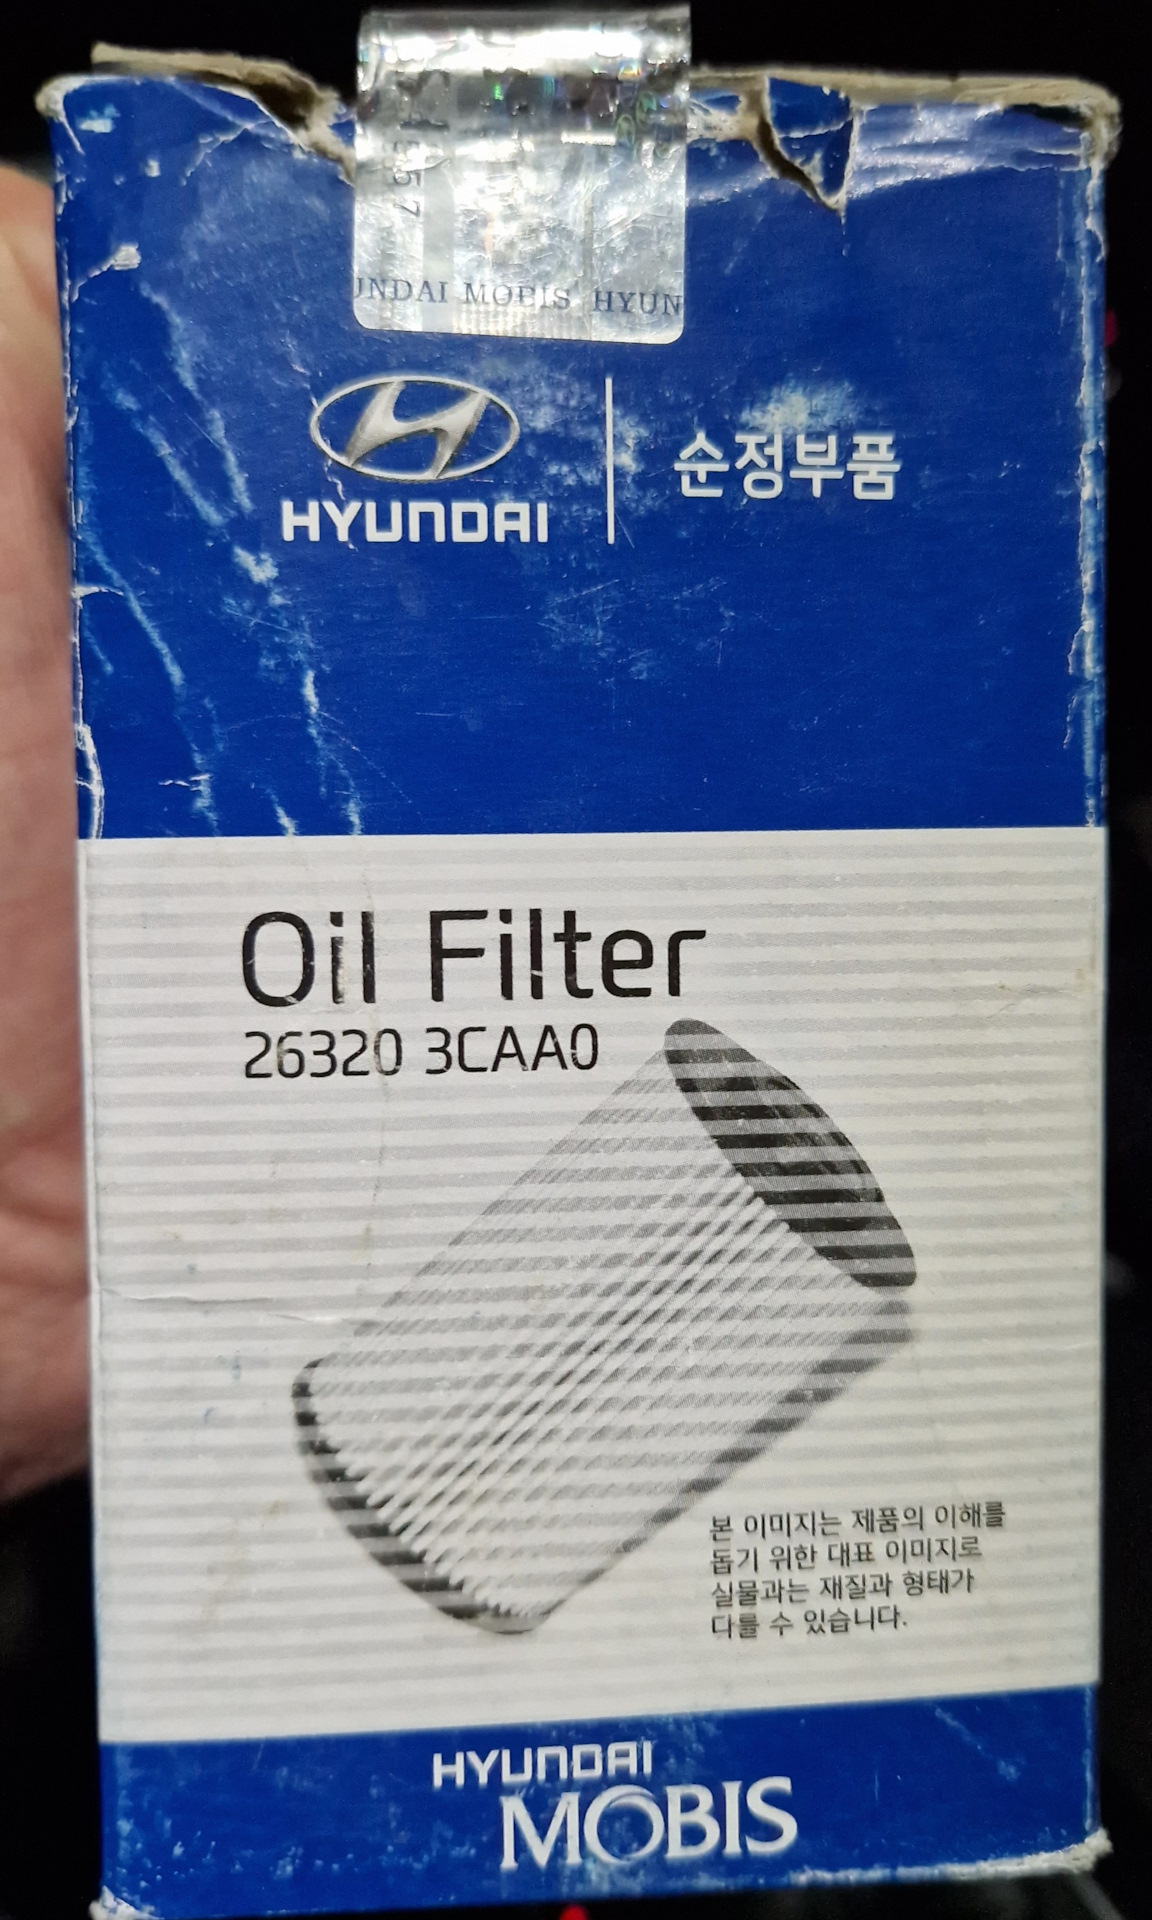 UNDAI MOBIS HYUN
HYUNDAI
순정부품
Oil Filter
26320 3CAA0
본 이미지는 제품의 이해를
돕기 위한 대표 이미지로
실물과는 재질과 형태가
다를 수 있습니다.
HYUNDAI
MOBIS